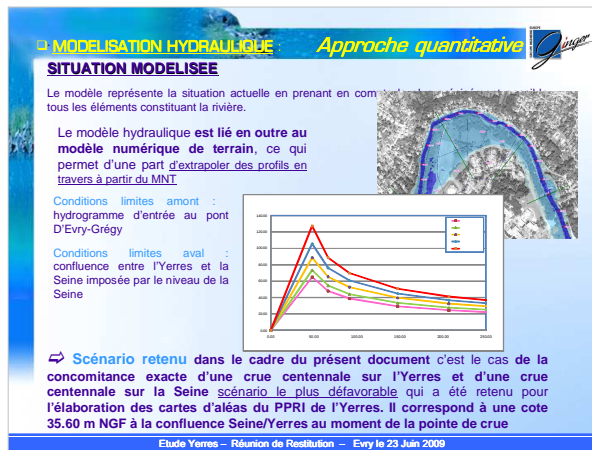 ❑ MODELISATION HYDRAULIQUE : Approche quantitative
Ginger
SITUATION MODELISEE
Le modèle représente la situation actuelle en prenant en
tous les éléments constituant la rivière.
Le modèle hydraulique est lié en outre au
modèle numérique de terrain, ce qui
permet d'une part d'extrapoler des profils en
travers à partir du MNT
Conditions limites amont :
hydrogramme d'entrée au pont
D'Evry-Grégy
Conditions limites aval :
confluence entre l'Yerres et la
Seine imposée par le niveau de la
Seine
⇨ Scénario retenu dans le cadre du présent document c'est le cas de la
concomitance exacte d'une crue centennale sur l'Yerres et d'une crue
centennale sur la Seine scénario le plus défavorable qui a été retenu pour
l'élaboration des cartes d'aléas du PPRI de l'Yerres. Il correspond à une cote
35.60 m NGF à la confluence Seine/Yerres au moment de la pointe de crue
Etude Yerres – Réunion de Restitution – Evry le 23 Juin 2009